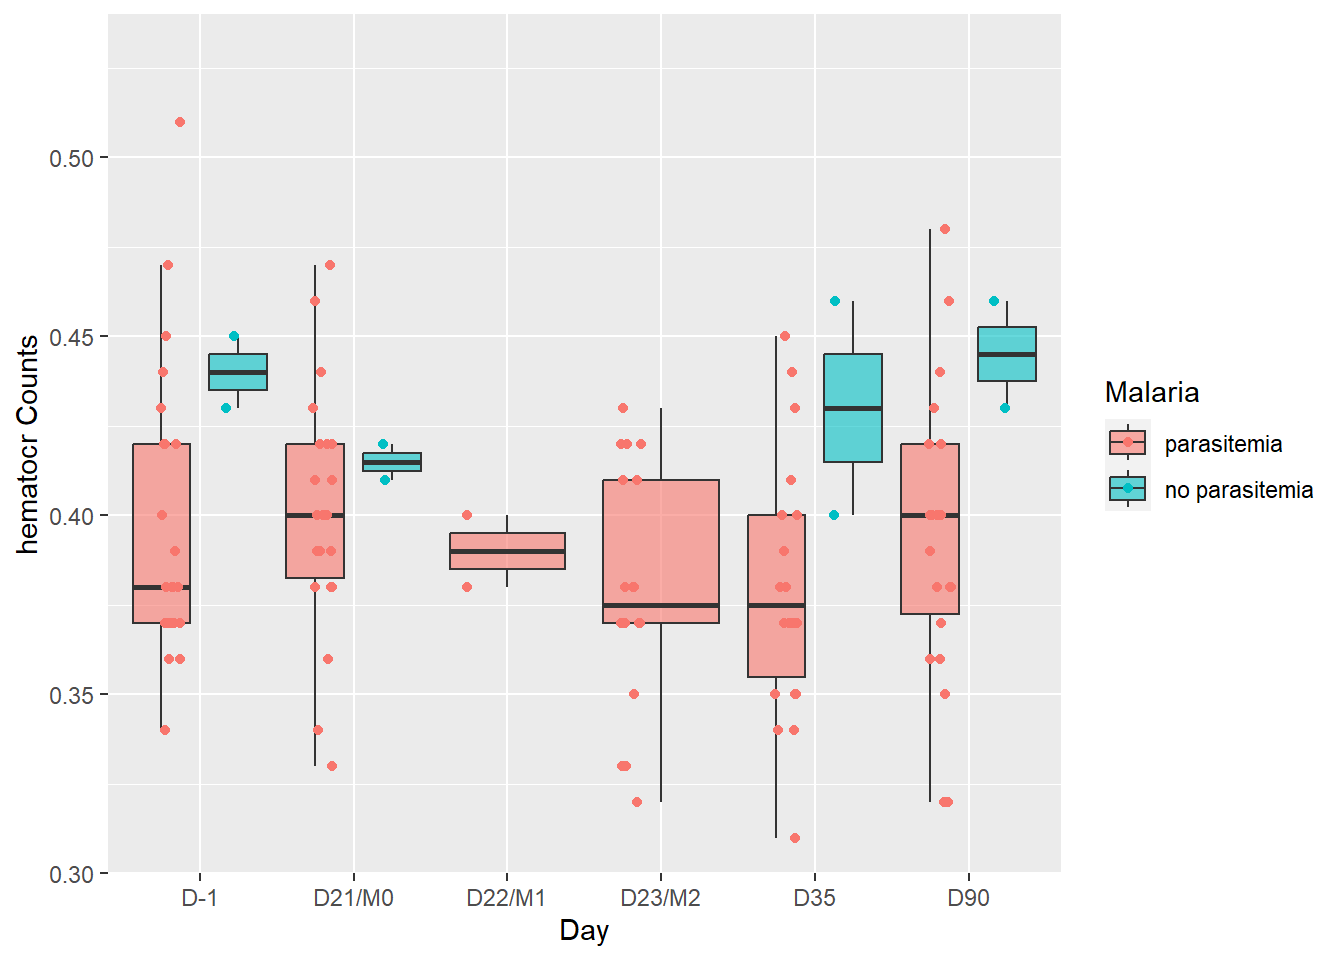 hematocr Counts
0.50
0.45
0.40
0.35
0.30
D-1 D21/M0 D22/M1 D23/M2 D35 D90
Day
Malaria
parasitemia
no parasitemia